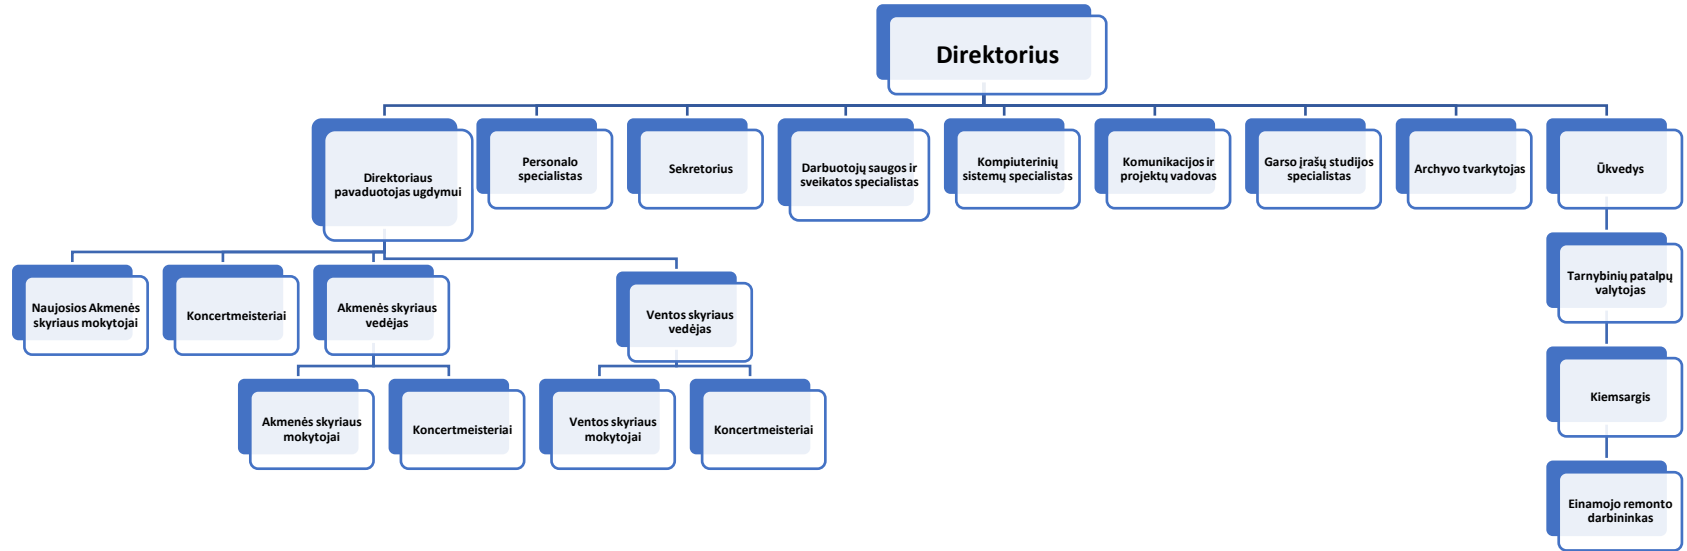 Direktorius
Direktoriaus
pavaduotojas ugdymui
Personalo
specialistas
Sekretorius
Darbuotojų saugos ir
sveikatos specialistas
Kompiuterinių
sistemų specialistas
Komunikacijos ir
projektų vadovas
Garso įrašų studijos
specialistas
Archyvo tvarkytojas
Ūkvedys
Naujosios Akmenės
skyriaus mokytojai
Koncertmeisteriai
Akmenės skyriaus
vedėjas
Ventos skyriaus
vedėjas
Tarnybinių patalpų
valytojas
Akmenės skyriaus
mokytojai
Koncertmeisteriai
Ventos skyriaus
mokytojai
Koncertmeisteriai
Kiemsargis
Einamojo remonto
darbininkas